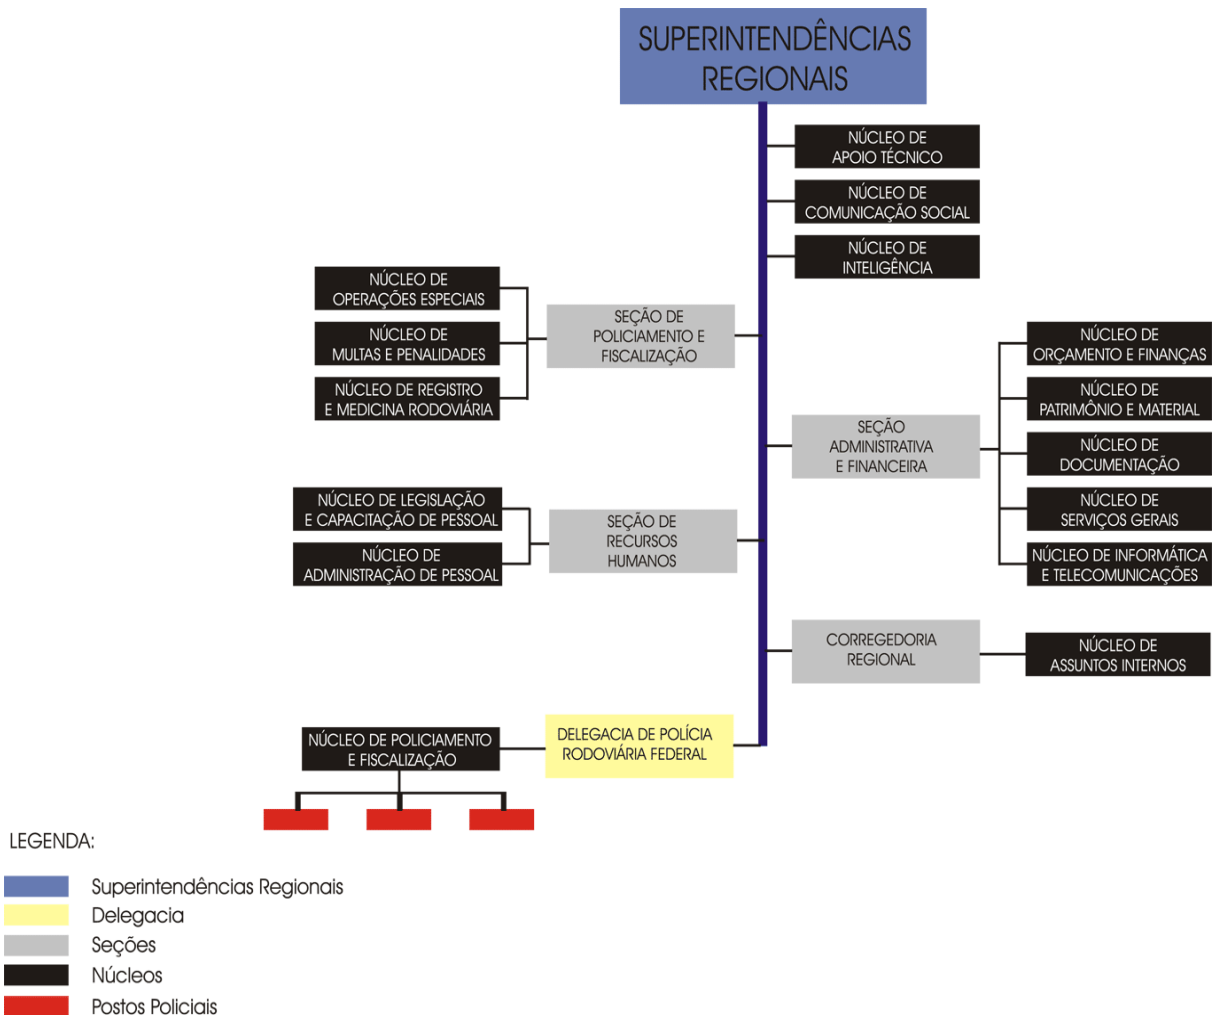 SUPERINTENDÊNCIAS
REGIONAIS
NÚCLEO DE
APOIO TÉCNICO
NÚCLEO DE
COMUNICAÇÃO SOCIAL
NÚCLEO DE
INTELIGÊNCIA
NÚCLEO DE
OPERAÇÕES ESPECIAIS
NÚCLEO DE
MULTAS E PENALIDADES
NÚCLEO DE REGISTRO
E MEDICINA RODOVIÁRIA
SEÇÃO DE
POLICIAMENTO E
FISCALIZAÇÃO
NÚCLEO DE
ORÇAMENTO E FINANÇAS
NÚCLEO DE
PATRIMÔNIO E MATERIAL
NÚCLEO DE
DOCUMENTAÇÃO
NÚCLEO DE
SERVIÇOS GERAIS
NÚCLEO DE INFORMÁTICA
E TELECOMUNICAÇÕES
SEÇÃO
ADMINISTRATIVA
E FINANCEIRA
NÚCLEO DE LEGISLAÇÃO
E CAPACITAÇÃO DE PESSOAL
NÚCLEO DE
ADMINISTRAÇÃO DE PESSOAL
SEÇÃO DE
RECURSOS
HUMANOS
CORREGEDORIA
REGIONAL
NÚCLEO DE
ASSUNTOS INTERNOS
NÚCLEO DE POLICIAMENTO
E FISCALIZAÇÃO
DELEGACIA DE POLÍCIA
RODOVIÁRIA FEDERAL
LEGENDA:
Superintendências Regionais
Delegacia
Seções
Núcleos
Postos Policiais